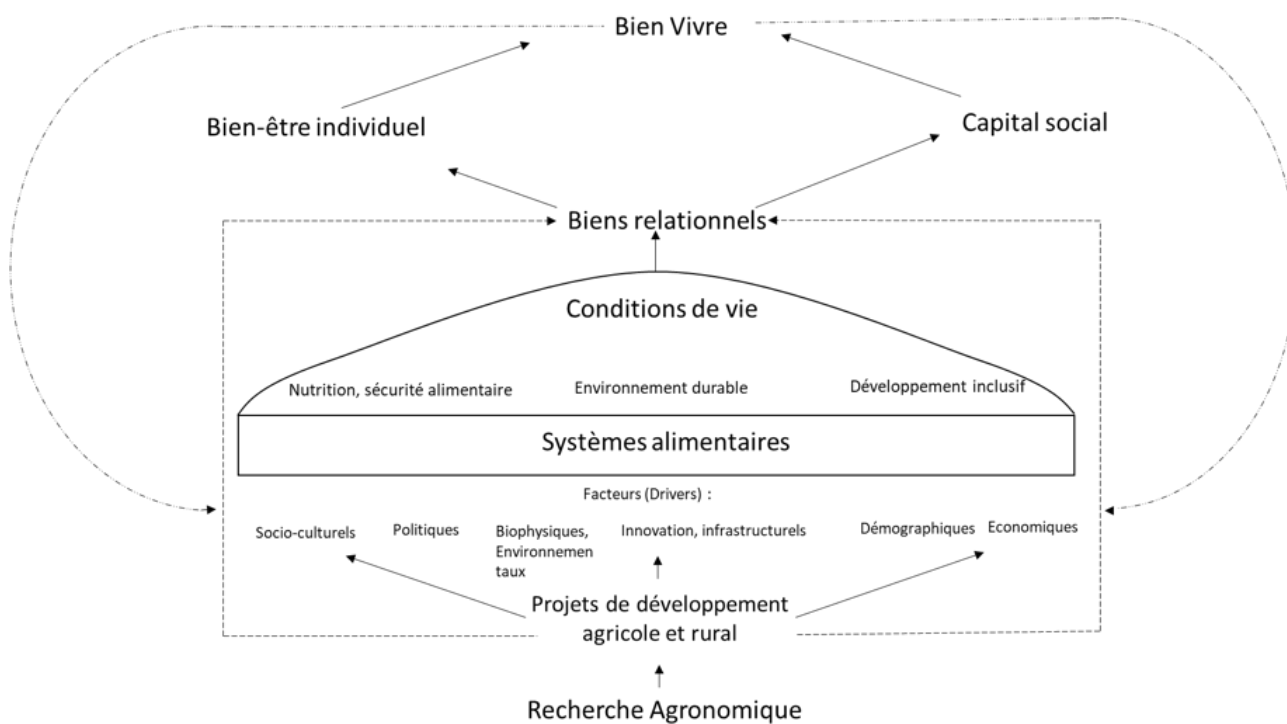 Bien Vivre
Bien-être individuel
Capital social
Biens relationnels
Conditions de vie
Nutrition, sécurité alimentaire
Environnement durable
Développement inclusif
Systèmes alimentaires
Facteurs (Drivers) :
Socio-culturels
Politiques
Biophysiques,
Environnemen
taux
Innovation, infrastructurels
Démographiques
Economiques
Projets de développement
agricole et rural
Recherche Agronomique